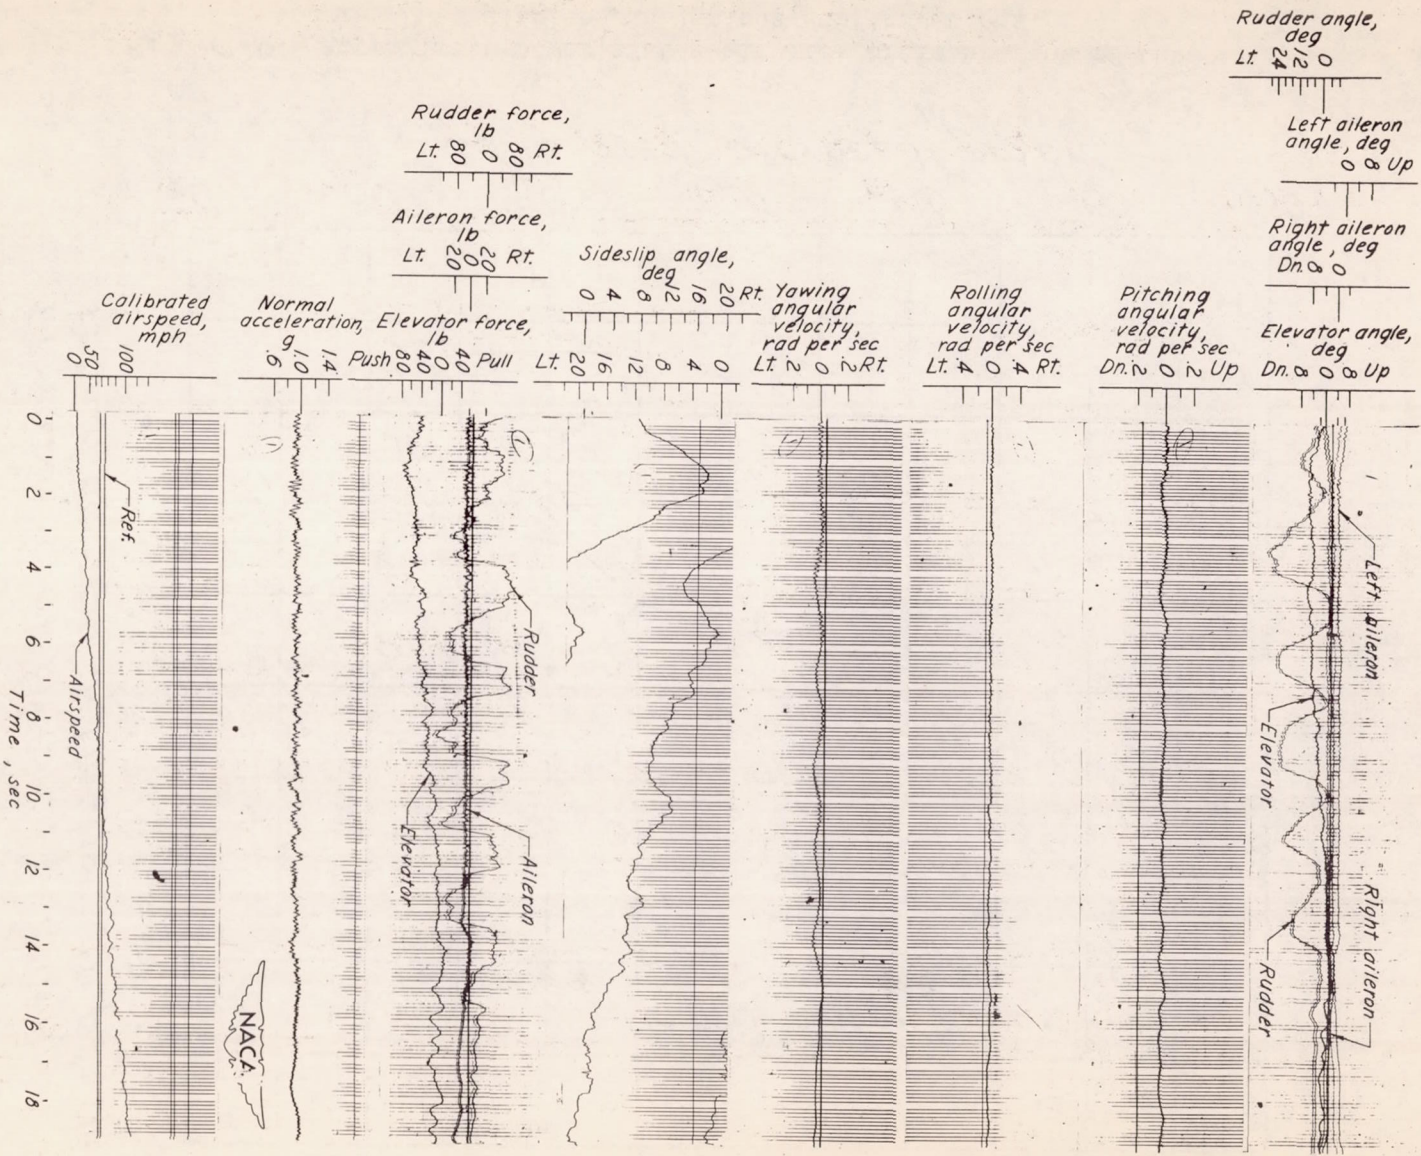 Rudder angle,
deg
Lt. 24 12 0
Left aileron
angle, deg
0 8 Up
Right aileron
angle, deg
Dn. 8 0
Elevator angle,
deg
Dn. 8 0 8 Up
Rudder force,
lb
Lt. 80 0 80 Rt.
Aileron force,
lb
Lt. 20 0 20 Rt.
Elevator force,
lb
Push 80 40 0 40 Pull
Sideslip angle,
deg
0 4 8 12 16 20 Rt.
Lt. 20 16 12 8 4 0
Calibrated
airspeed,
mph
0 50 100
Normal
acceleration,
g
.6 1.0 1.4
Yawing
angular
velocity,
rad per sec
Lt. .2 0 .2 Rt.
Rolling
angular
velocity,
rad per sec
Lt. .4 0 .4 Rt.
Pitching
angular
velocity,
rad per sec
Dn. .2 0 .2 Up
0 2 4 6 8 10 12 14 16 18
Time, sec
Ref.
Airspeed
NACA
Rudder
Elevator
Aileron
Left aileron
Elevator
Right aileron
Rudder